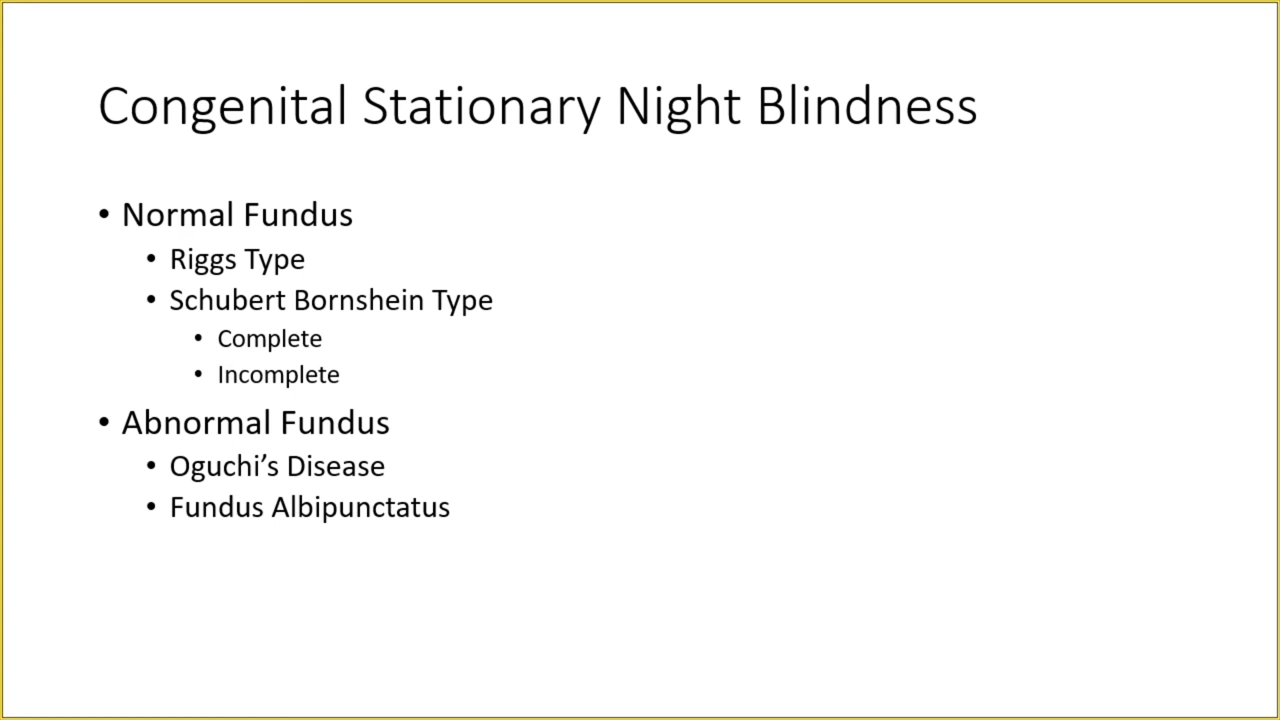 Congenital Stationary Night Blindness
• Normal Fundus
• Riggs Type
• Schubert Bornshein Type
• Complete
• Incomplete
• Abnormal Fundus
• Oguchi’s Disease
• Fundus Albipunctatus